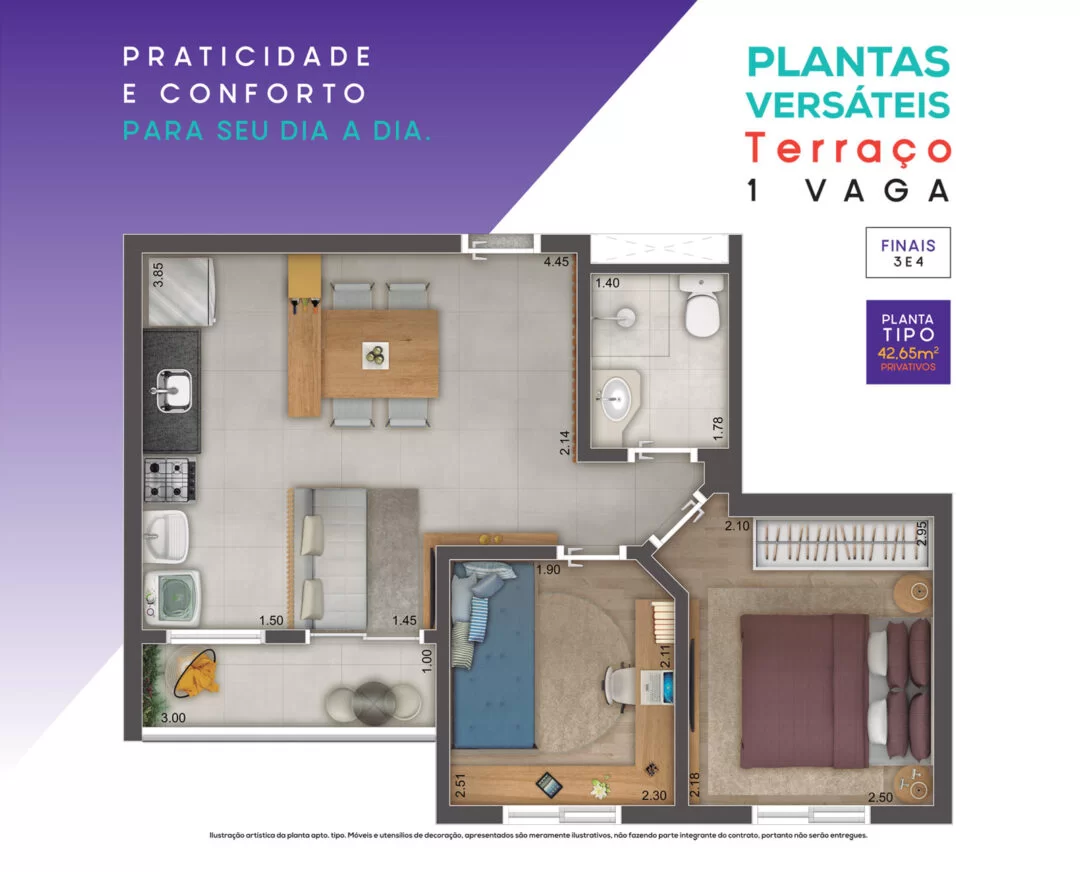 PRATICIDADE
E CONFORTO
PARA SEU DIA A DIA.
PLANTAS
VERSÁTEIS
Terraço
1 VAGA
FINAIS
3 E 4
PLANTA
TIPO
42.65m²
PRIVATIVOS
3.85
4.45
1.40
2.14
1.78
2.10
2.95
1.90
1.50
1.45
1.00
2.11
3.00
2.51
2.30
2.18
2.50
Ilustração artística da planta apto. tipo. Móveis e utensílios de decoração, apresentados são meramente ilustrativos, não fazendo parte integrante do contrato, portanto não serão entregues.